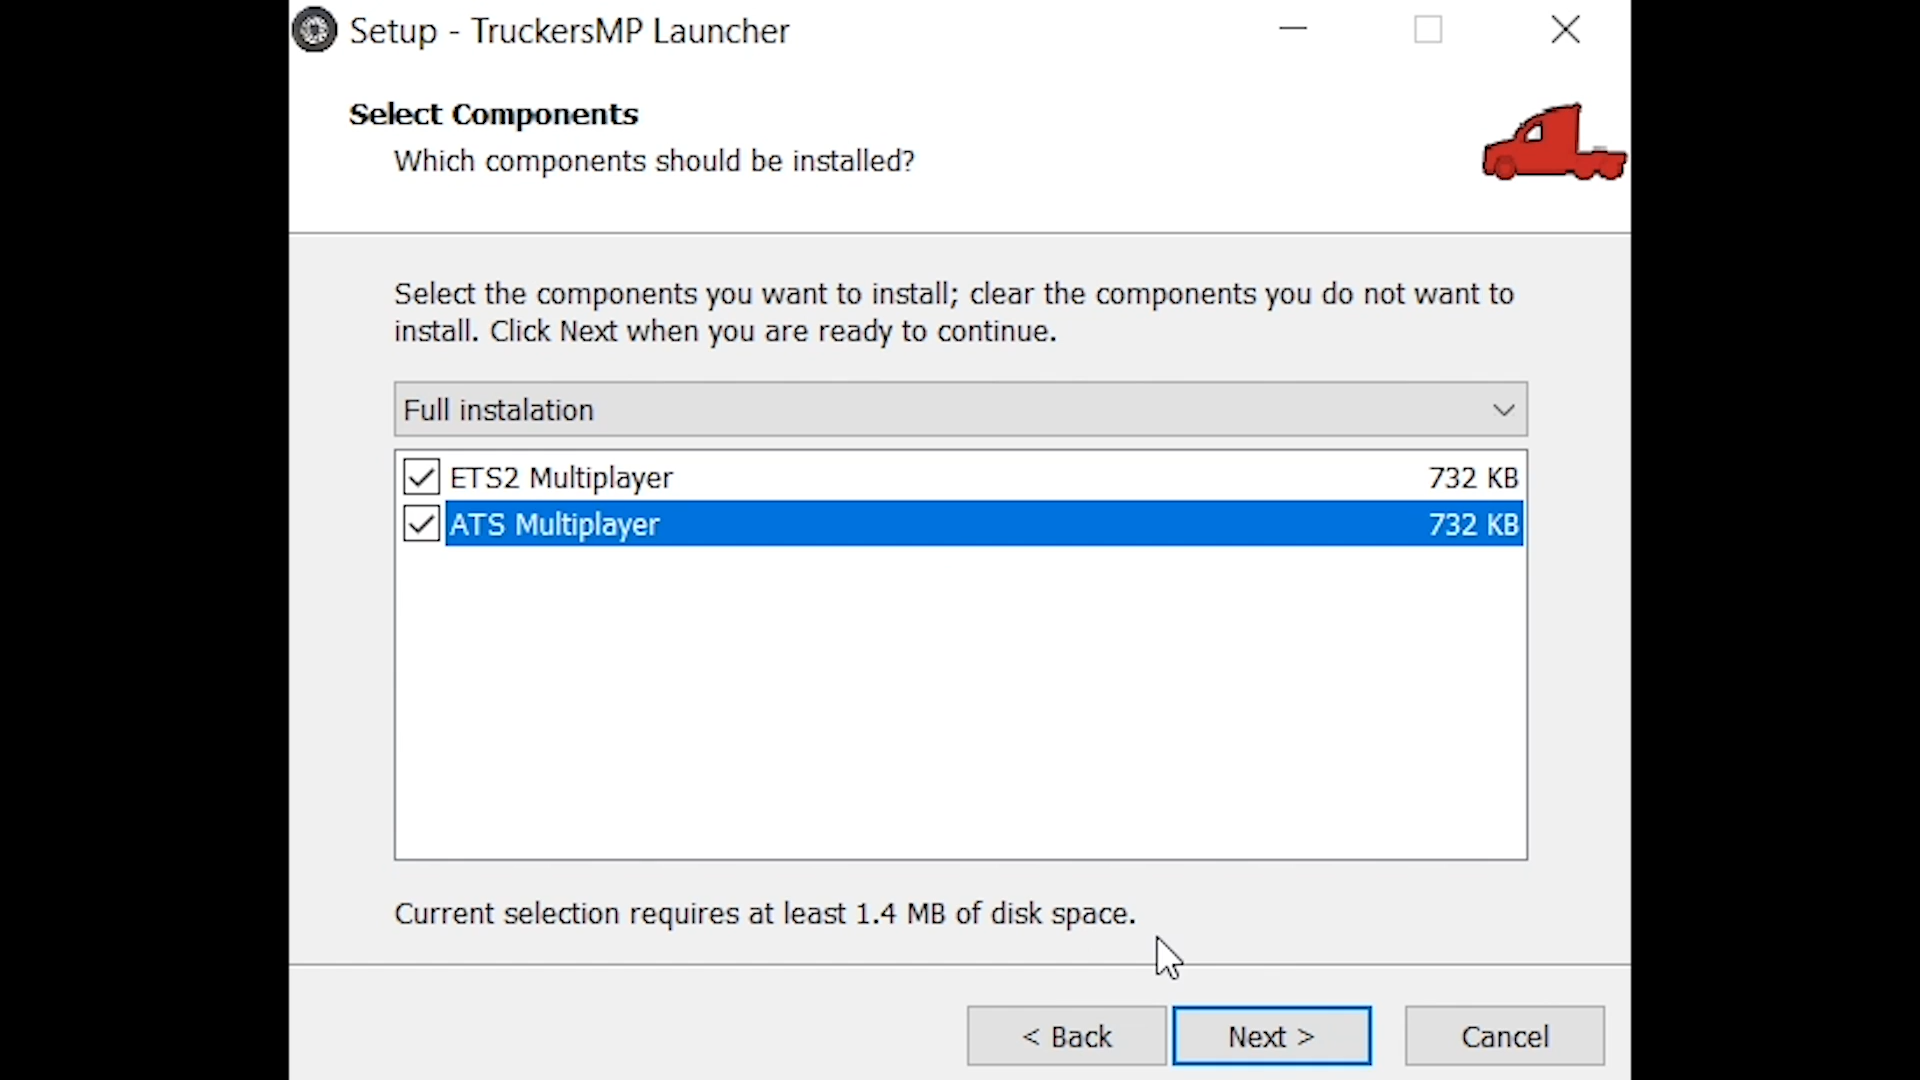 Setup - TruckersMP Launcher
Select Components
Which components should be installed?
Select the components you want to install; clear the components you do not want to
install. Click Next when you are ready to continue.
Full instalation
ETS2 Multiplayer 732 KB
ATS Multiplayer 732 KB
Current selection requires at least 1.4 MB of disk space.
< Back Next > Cancel